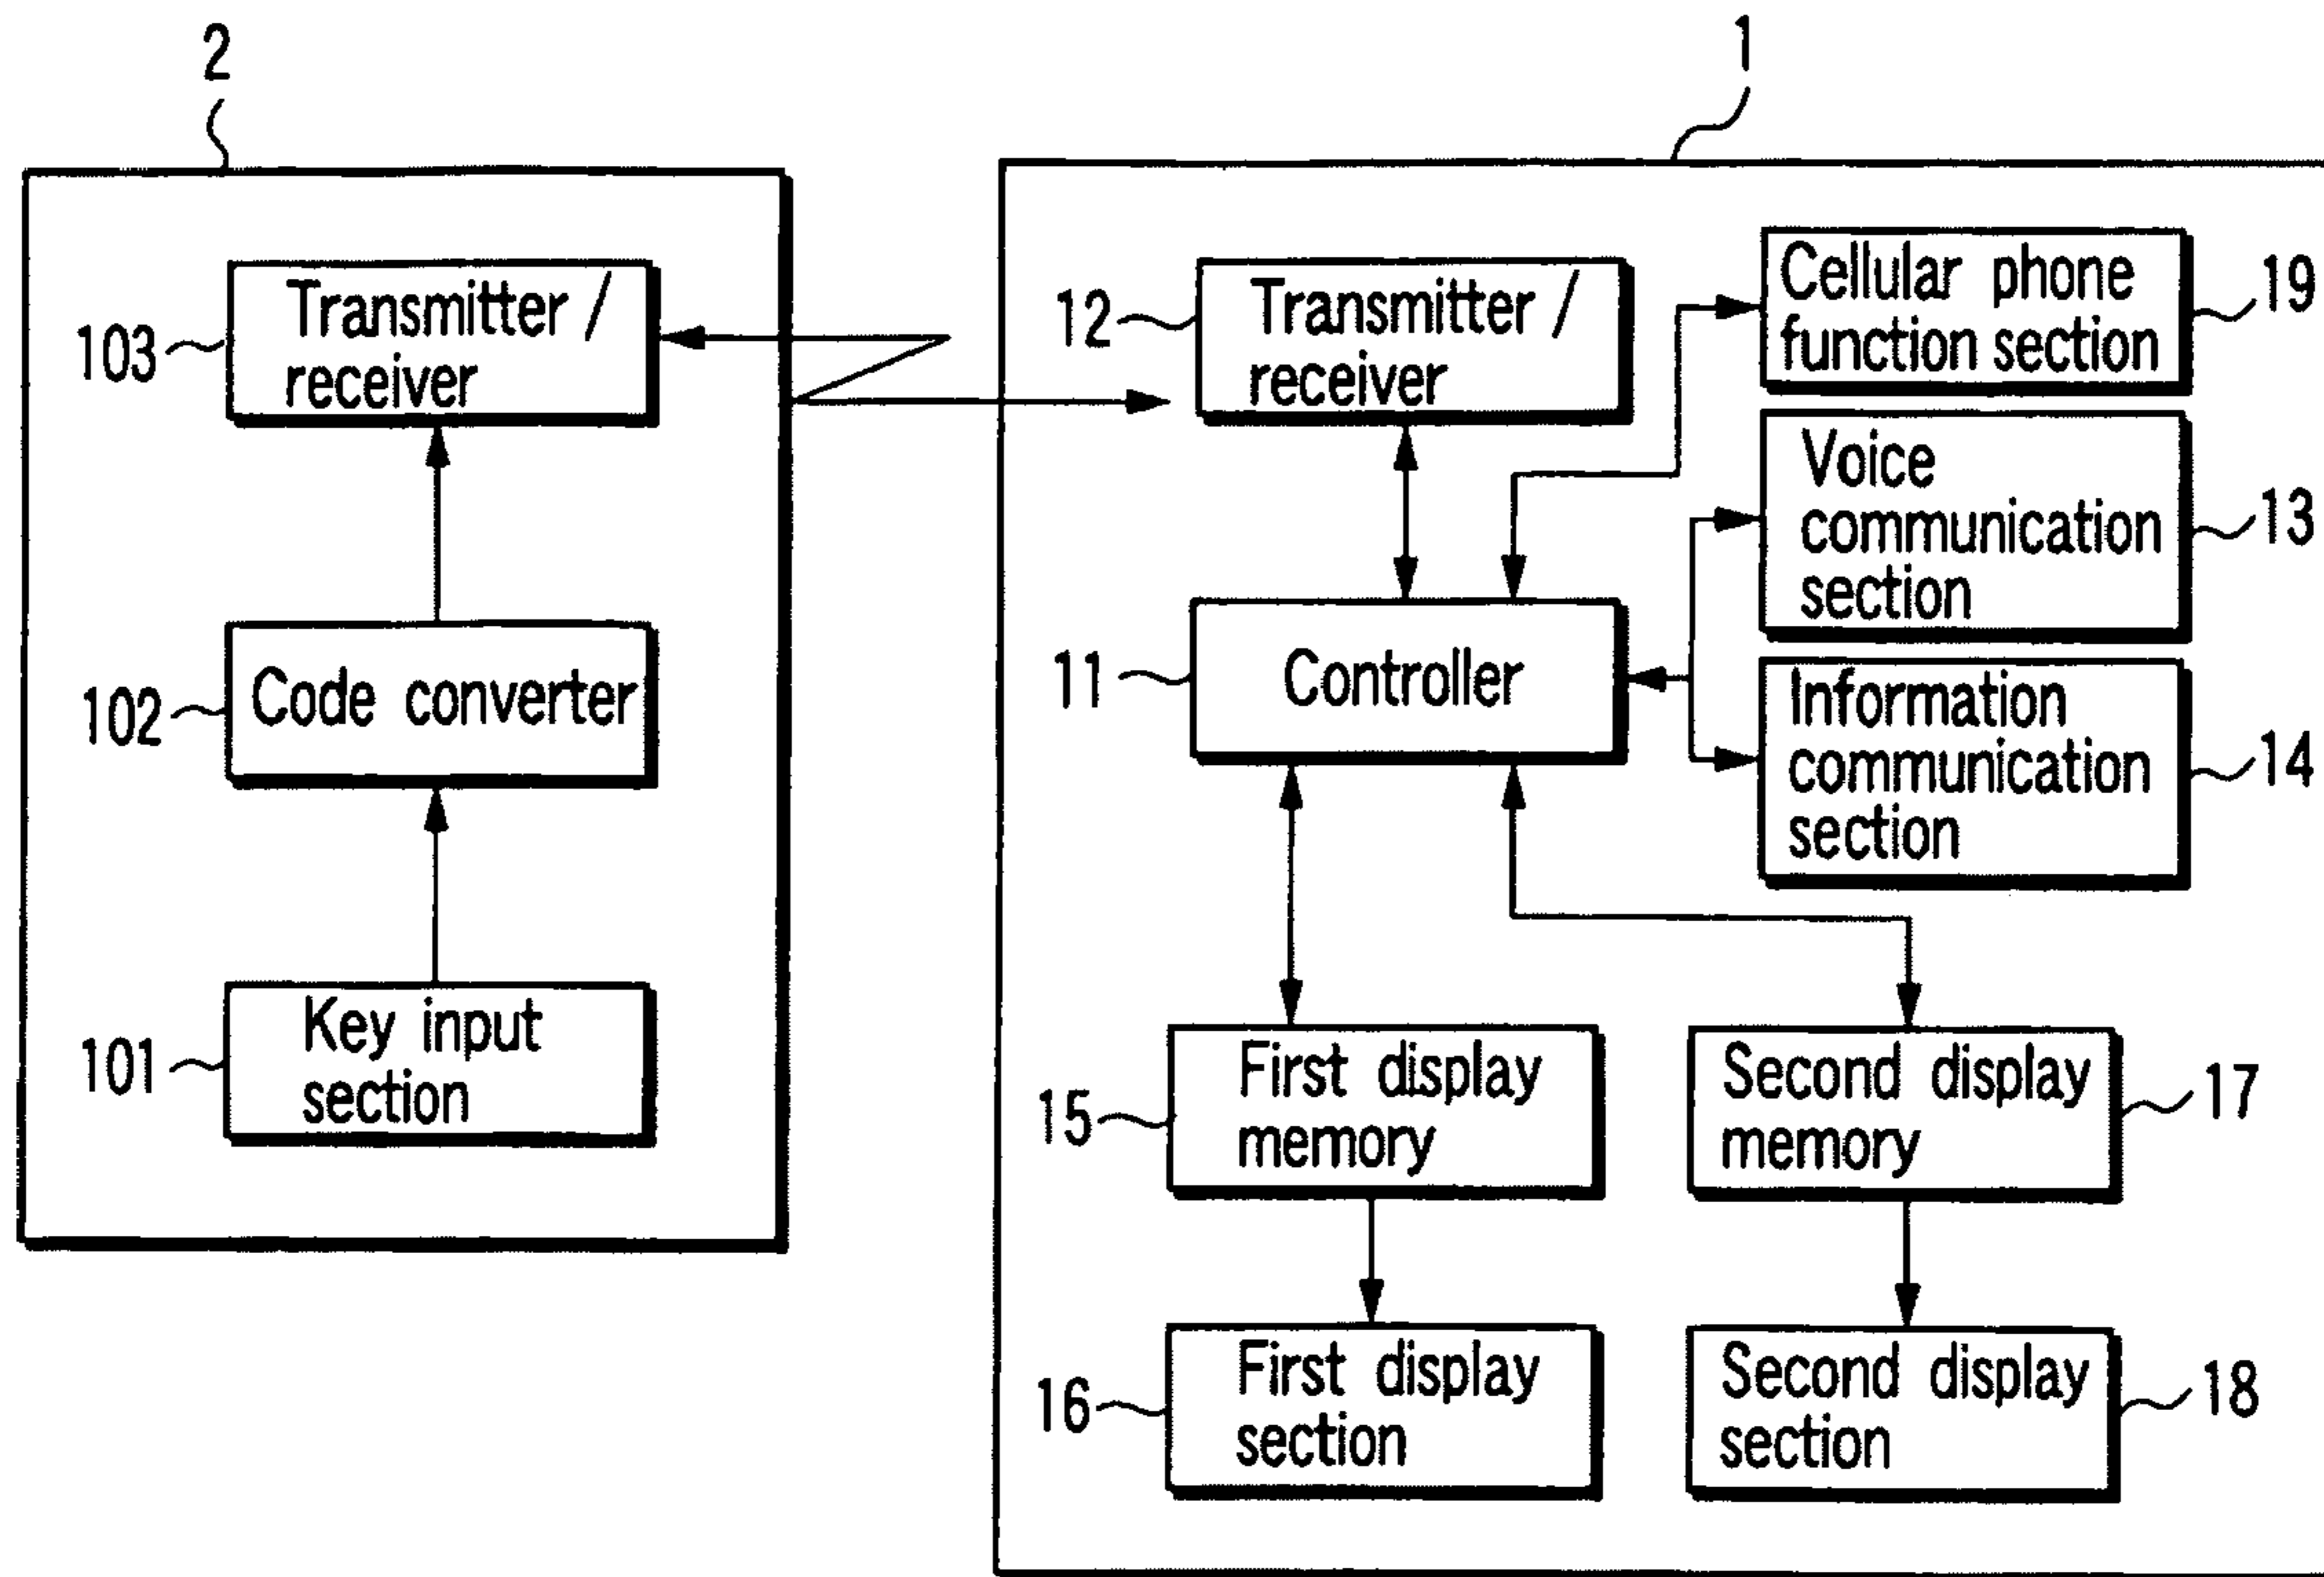 2
Transmitter /
receiver
103
Code converter
102
Key input
section
101
1
Transmitter /
receiver
12
Cellular phone
function section
19
Voice
communication
section
13
Controller
11
Information
communication
section
14
First display
memory
15
Second display
memory
17
First display
section
16
Second display
section
18